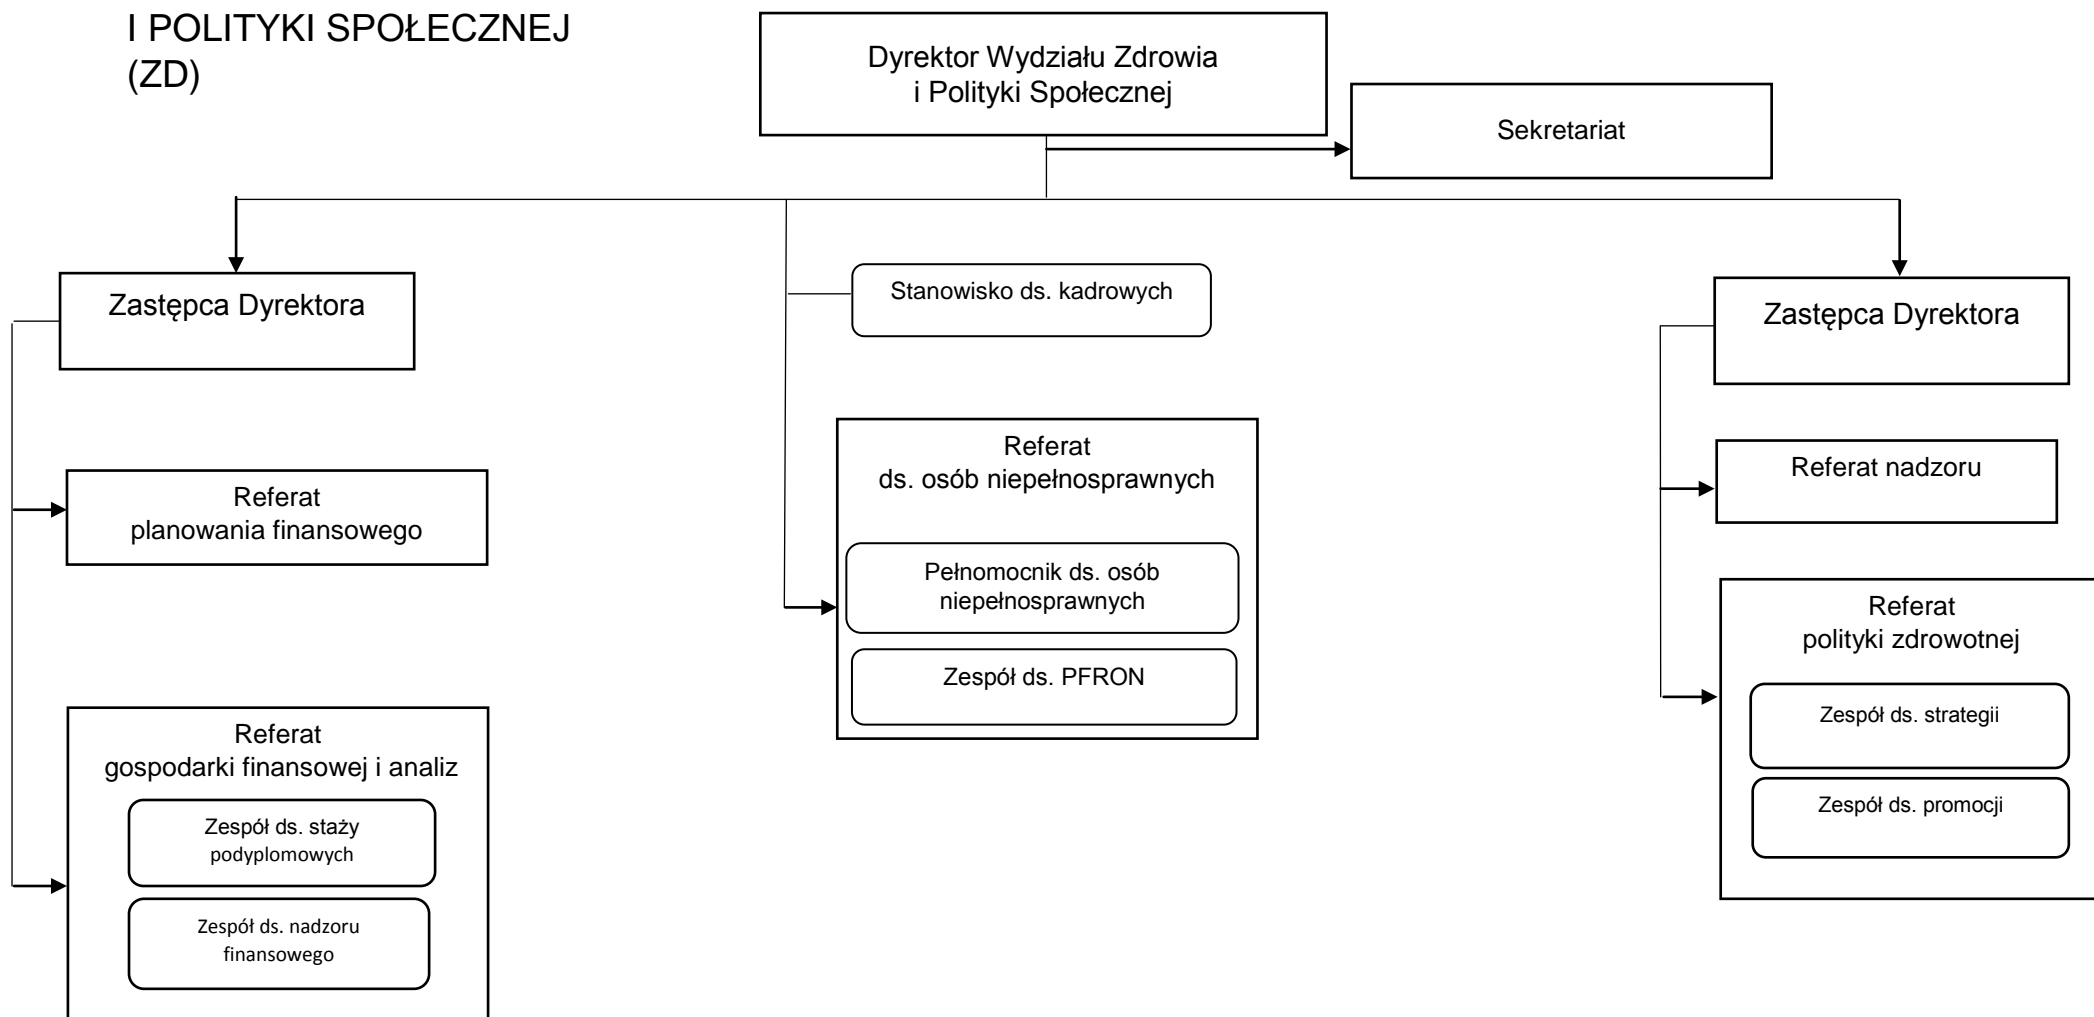 I POLITYKI SPOŁECZNEJ
(ZD)
Dyrektor Wydziału Zdrowia
i Polityki Społecznej
Sekretariat
Zastępca Dyrektora
Stanowisko ds. kadrowych
Zastępca Dyrektora
Referat
planowania finansowego
Referat
ds. osób niepełnosprawnych
Pełnomocnik ds. osób
niepełnosprawnych
Zespół ds. PFRON
Referat nadzoru
Referat
polityki zdrowotnej
Zespół ds. strategii
Zespół ds. promocji
Referat
gospodarki finansowej i analiz
Zespół ds. staży
podyplomowych
Zespół ds. nadzoru
finansowego